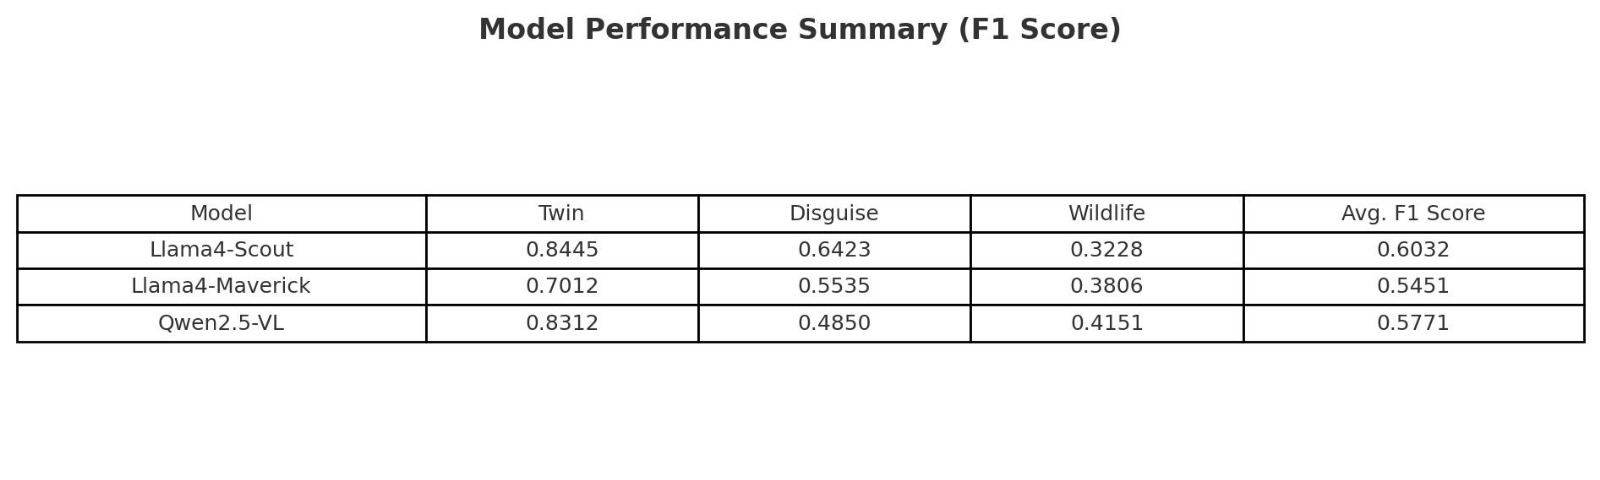 Model Performance Summary (F1 Score)
Model Twin Disguise Wildlife Avg. F1 Score
Llama4-Scout 0.8445 0.6423 0.3228 0.6032
Llama4-Maverick 0.7012 0.5535 0.3806 0.5451
Qwen2.5-VL 0.8312 0.4850 0.4151 0.5771